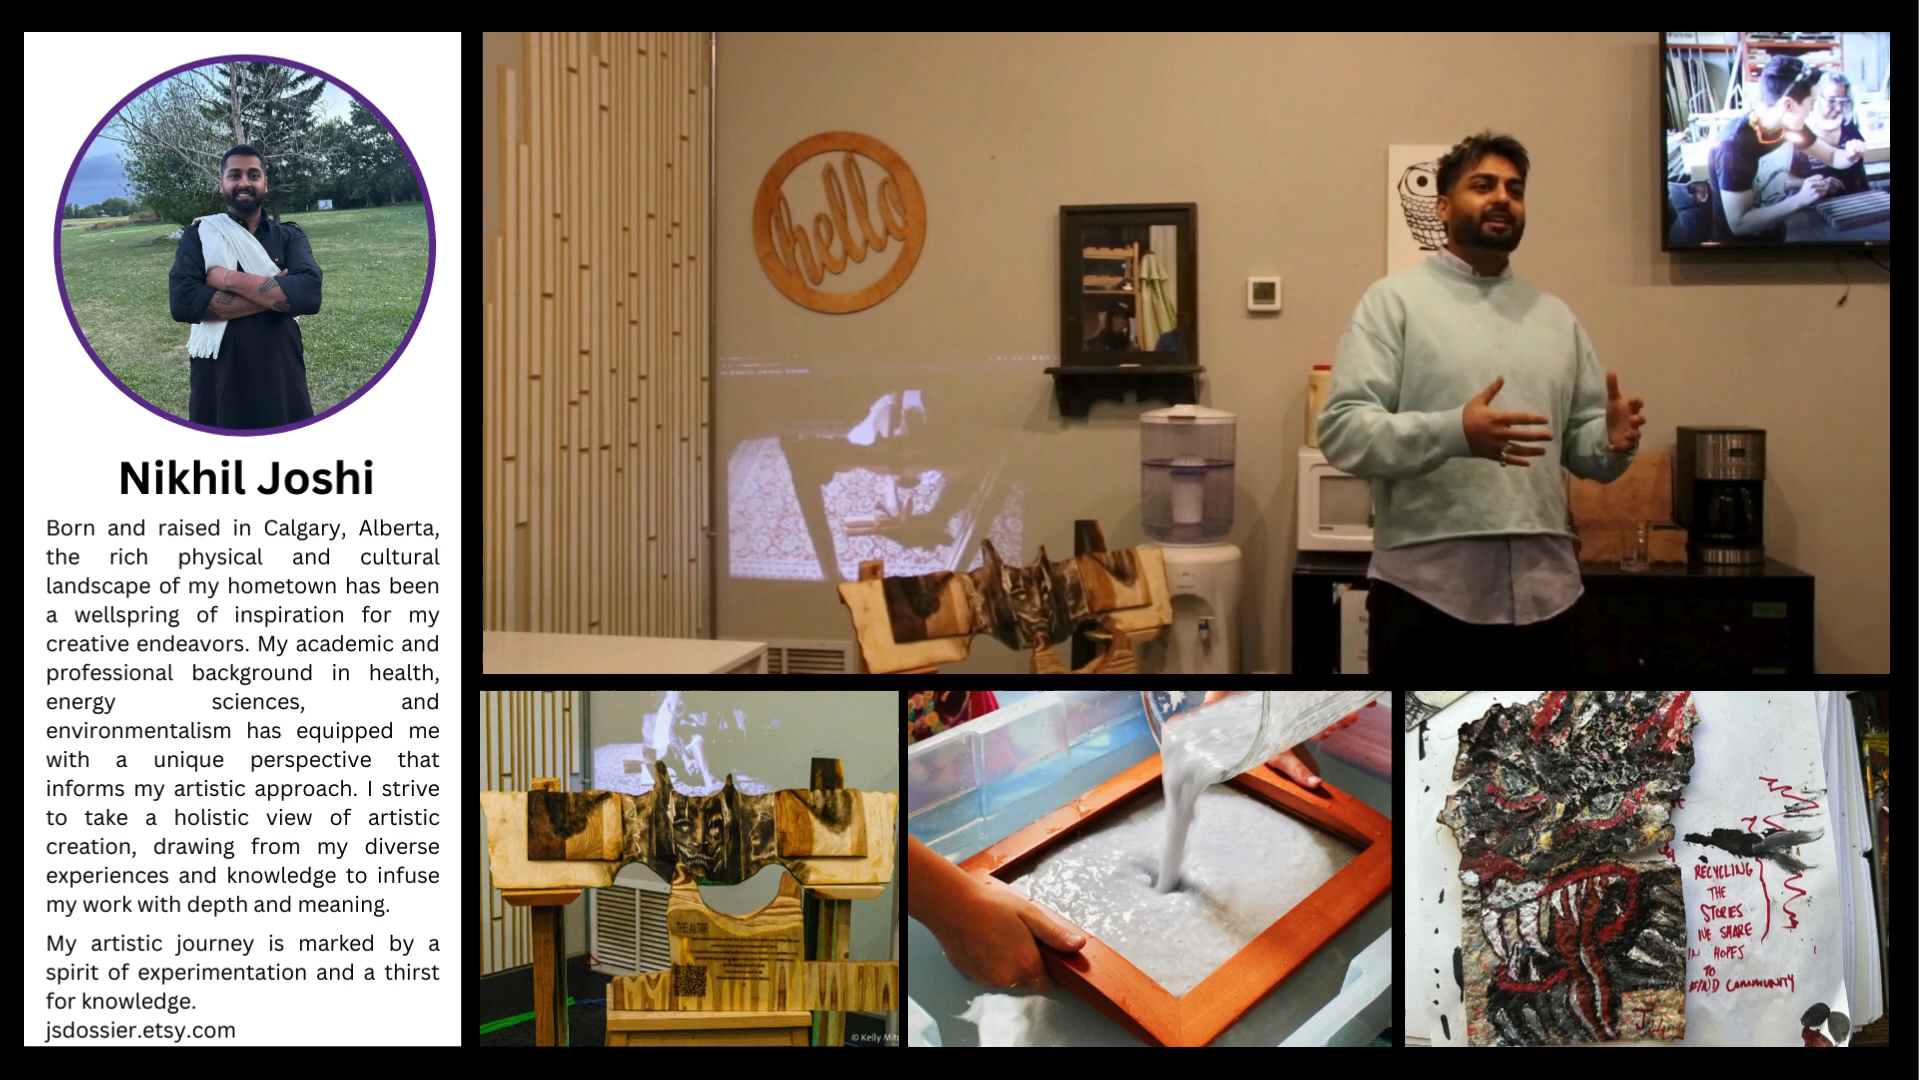 Nikhil Joshi
Born and raised in Calgary, Alberta,
the rich physical and cultural
landscape of my hometown has been
a wellspring of inspiration for my
creative endeavors. My academic and
professional background in health,
energy sciences, and
environmentalism has equipped me
with a unique perspective that
informs my artistic approach. I strive
to take a holistic view of artistic
creation, drawing from my diverse
experiences and knowledge to infuse
my work with depth and meaning.
My artistic journey is marked by a
spirit of experimentation and a thirst
for knowledge.
jsdossier.etsy.com
hello
THE ALTAR
© Kelly
RECYCLING
THE
STORIES
WE SHARE
IN HOPES
TO
FIND COMMUNITY